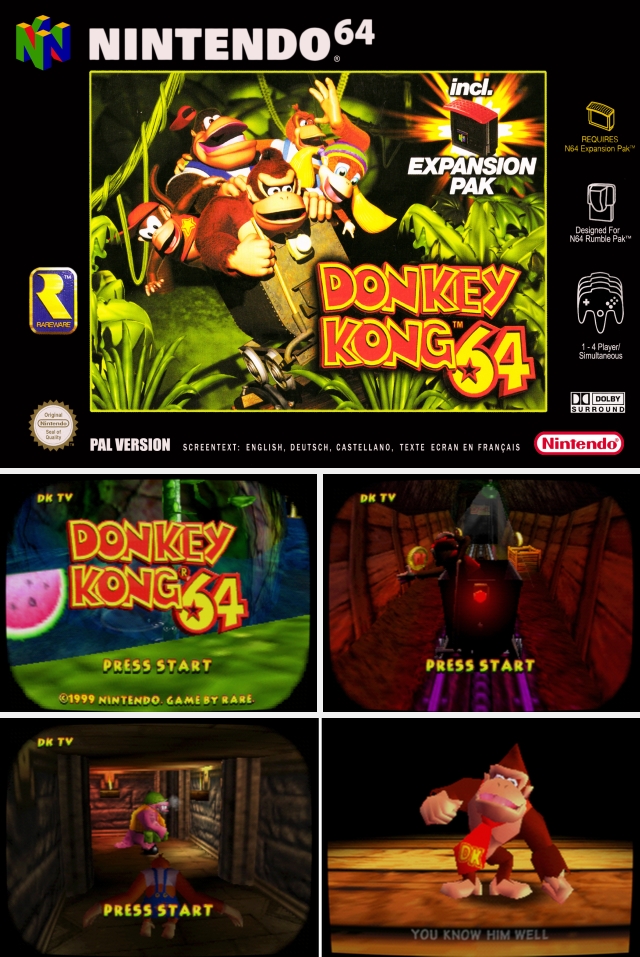 NINTENDO64®
incl.
EXPANSION
PAK
REQUIRES
N64 Expansion Pak™
Designed For
N64 Rumble Pak™
DONKEY
KONG™
64
R
™
RAREWARE
1 - 4 Player/
Simultaneous
DOLBY
SURROUND
Original
Nintendo
Seal of
Quality
PAL VERSION
SCREENTEXT: ENGLISH, DEUTSCH, CASTELLANO, TEXTE ECRAN EN FRANÇAIS
Nintendo®
DK TV
DONKEY
KONG®
64
PRESS START
©1999 NINTENDO. GAME BY RARE.
DK TV
PRESS START
DK TV
PRESS START
DK
YOU KNOW HIM WELL